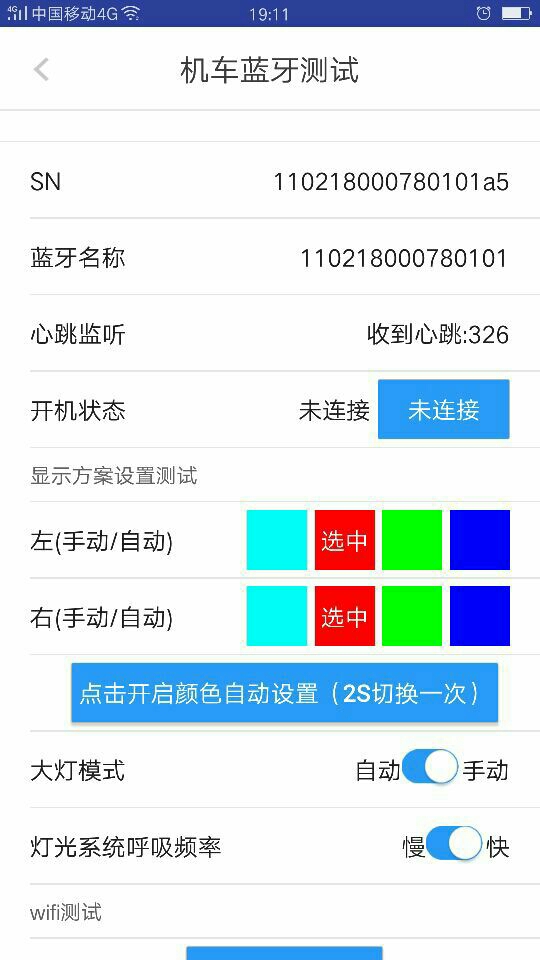 4G 中国移动4G 19:11
机车蓝牙测试
SN 110218000780101a5
蓝牙名称 110218000780101
心跳监听 收到心跳:326
开机状态 未连接 未连接
显示方案设置测试
左(手动/自动) 选中
右(手动/自动) 选中
点击开启颜色自动设置（2S切换一次）
大灯模式 自动 手动
灯光系统呼吸频率 慢 快
wifi测试